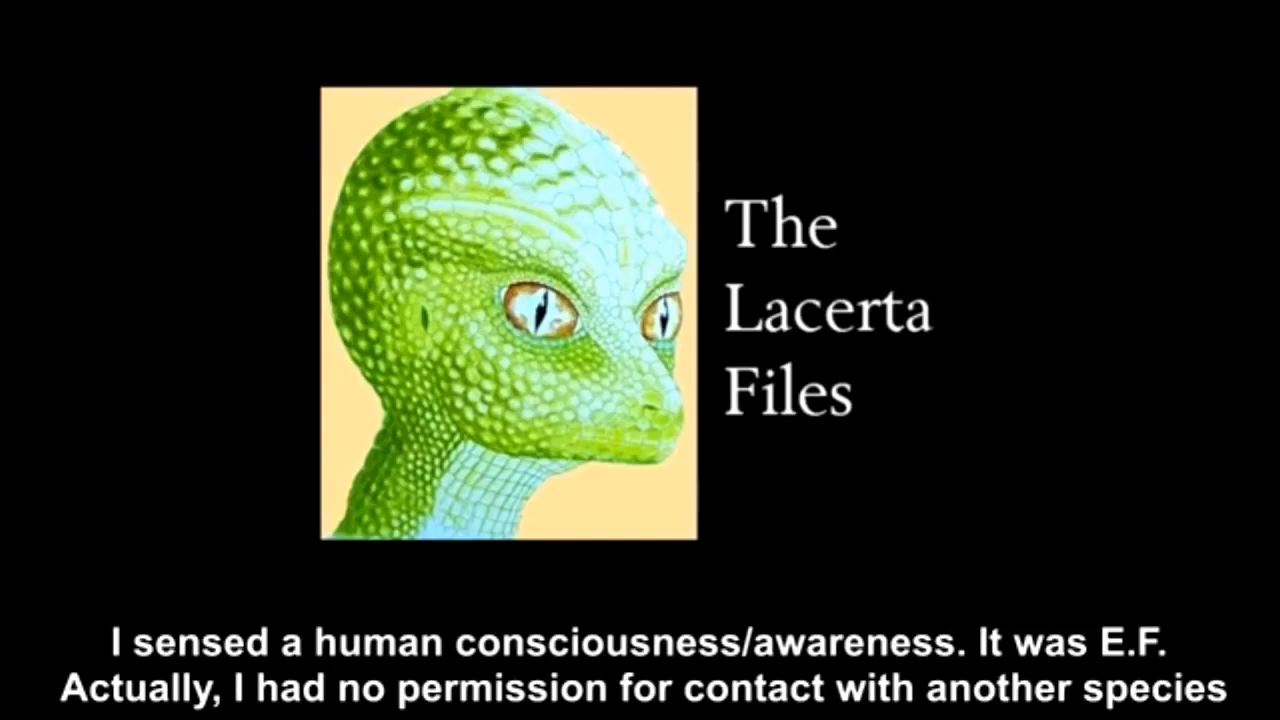 The
Lacerta
Files
I sensed a human consciousness/awareness. It was E.F.
Actually, I had no permission for contact with another species